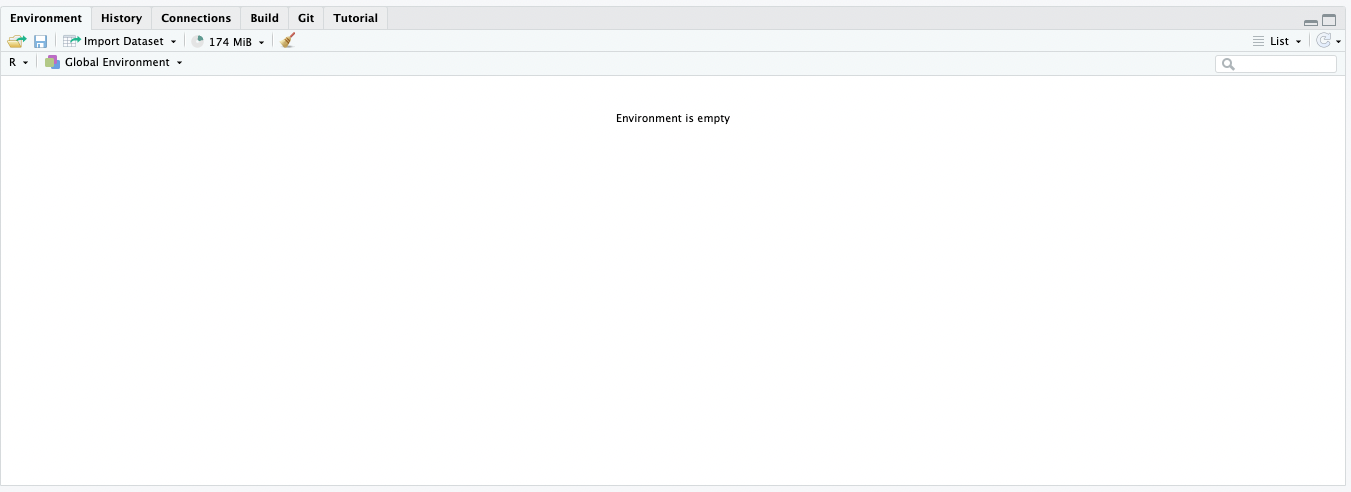 Environment History Connections Build Git Tutorial
Import Dataset 174 MiB List
R Global Environment
Environment is empty